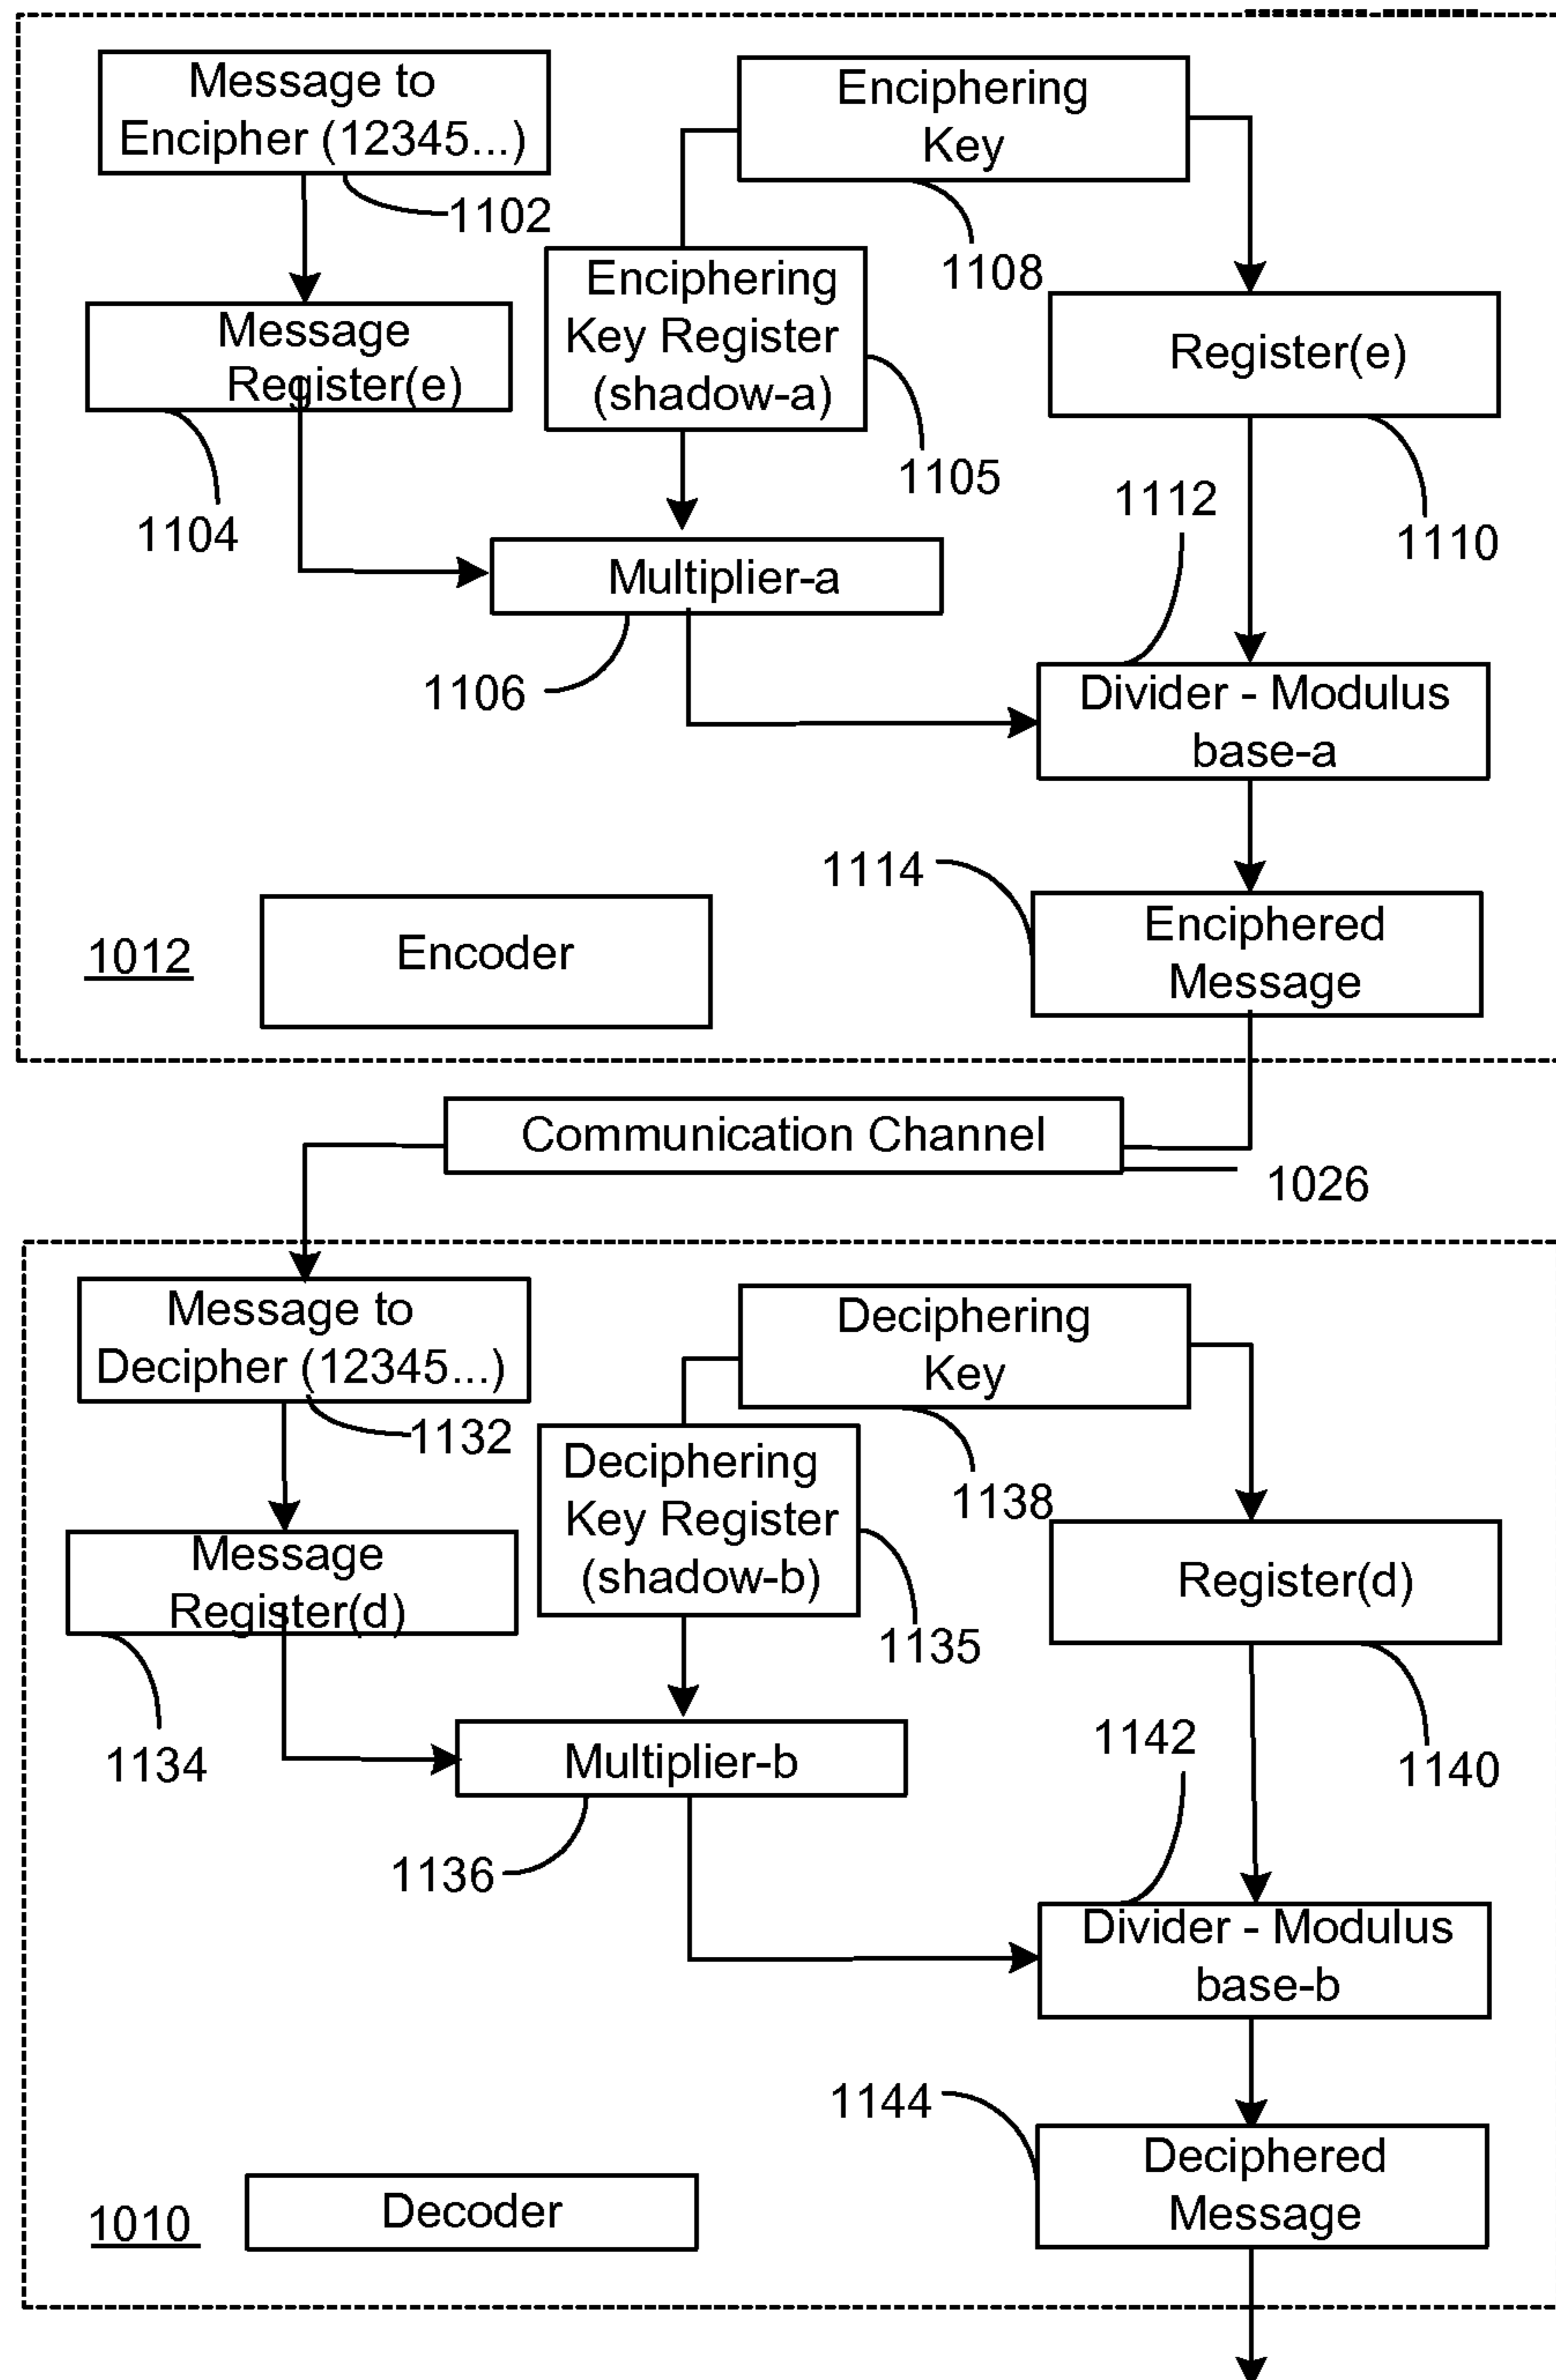 Message to
Encipher (12345...)
1102
Enciphering
Key
1108
Message
Register(e)
1104
Enciphering
Key Register
(shadow-a)
1105
Register(e)
1110
1112
Multiplier-a
1106
Divider - Modulus
base-a
1114
Enciphered
Message
1012
Encoder
Communication Channel
1026
Message to
Decipher (12345...)
1132
Deciphering
Key
1138
Message
Register(d)
1134
Deciphering
Key Register
(shadow-b)
1135
Register(d)
1140
1142
Multiplier-b
1136
Divider - Modulus
base-b
1144
Deciphered
Message
1010
Decoder